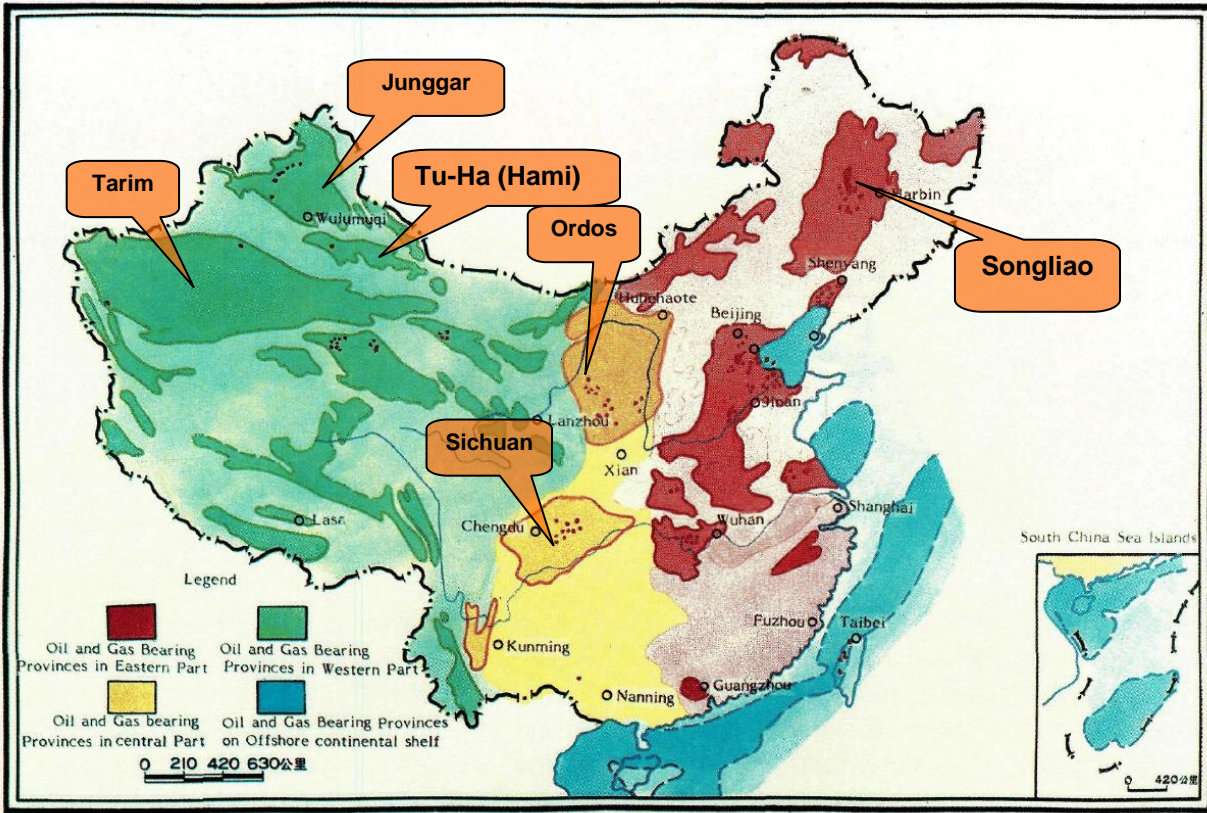 Junggar
Tarim
Tu-Ha (Hami)
Ordos
Songliao
Sichuan
Wulumuqi
Harbin
Shenyang
Huhehaote
Beijing
Jinan
Lanzhou
Xian
Shanghai
Wuhan
Chengdu
Lasa
Fuzhou
Taibei
Kunming
Guangzhou
Nanning
South China Sea Islands
Legend
Oil and Gas Bearing
Provinces in Eastern Part
Oil and Gas Bearing
Provinces in Western Part
Oil and Gas bearing
Provinces in central Part
Oil and Gas Bearing Provinces
on Offshore continental shelf
0 210 420 630公里
0 420公里